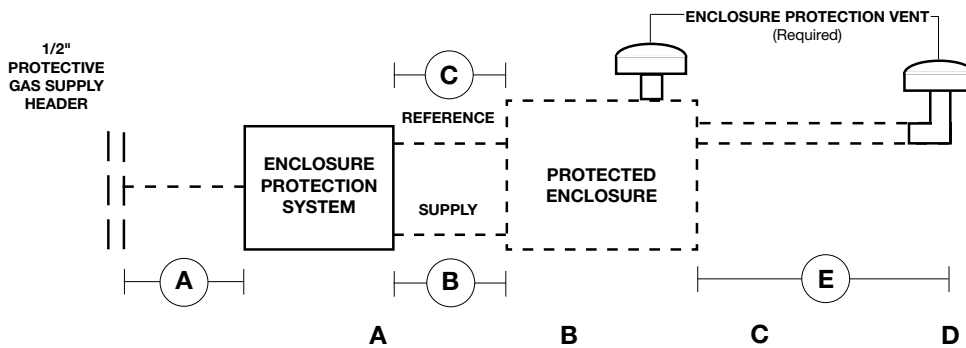 ENCLOSURE PROTECTION VENT
(Required)
1/2"
PROTECTIVE
GAS SUPPLY
HEADER
C
REFERENCE
ENCLOSURE
PROTECTION
SYSTEM
PROTECTED
ENCLOSURE
SUPPLY
A
B
E
A B C D